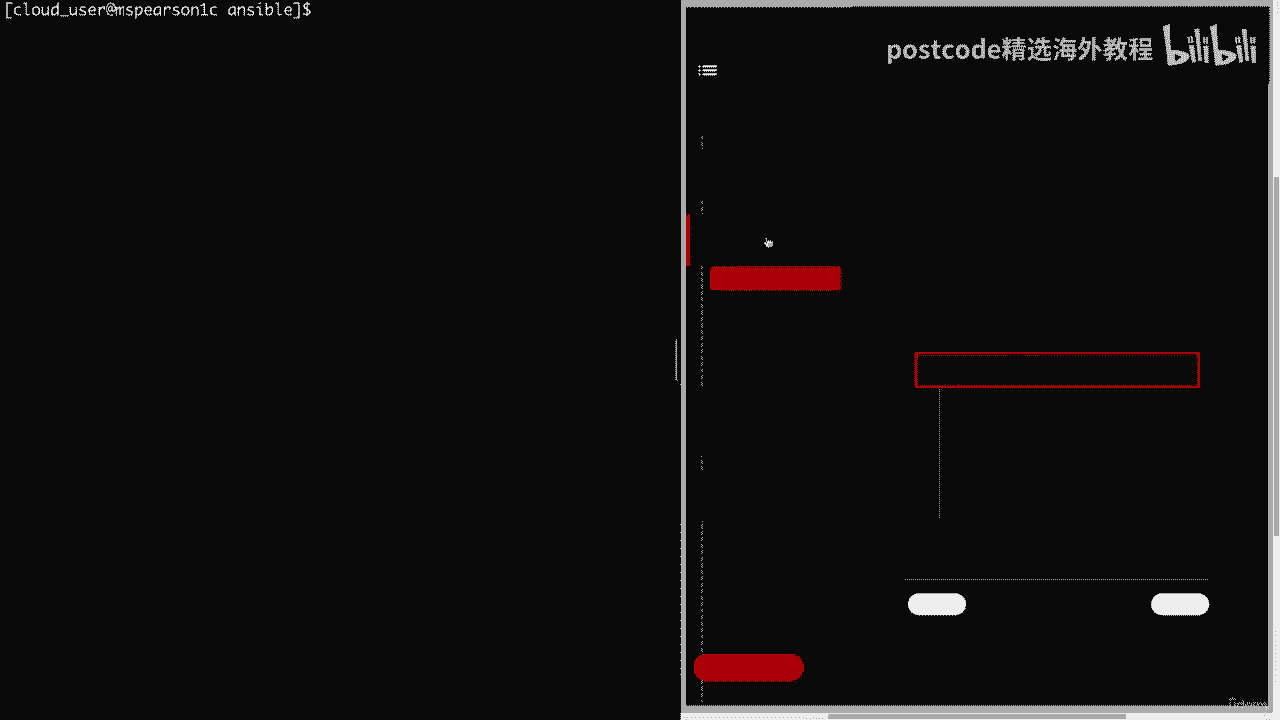 [cloud_user@mspearson1c ansible]$
postcode精选海外教程 bilibili